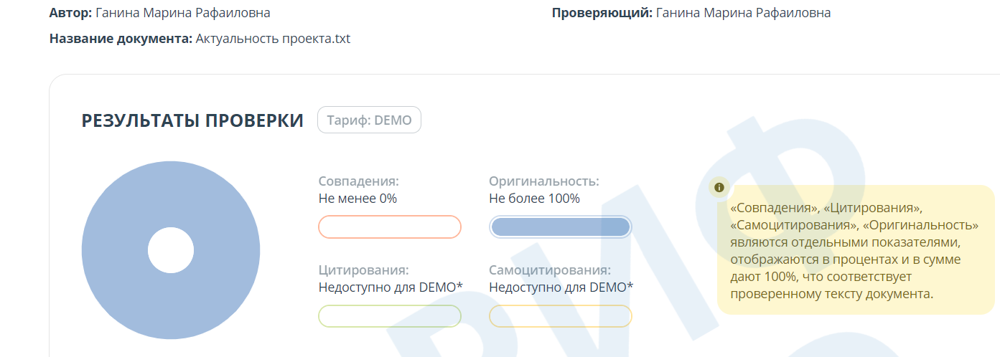 Автор: Ганина Марина Рафаиловна
Проверяющий: Ганина Марина Рафаиловна
Название документа: Актуальность проекта.txt
РЕЗУЛЬТАТЫ ПРОВЕРКИ
Тариф: DEMO
Совпадения:
Не менее 0%
Оригинальность:
Не более 100%
Цитирования:
Недоступно для DEMO*
Самоцитирования:
Недоступно для DEMO*
«Совпадения», «Цитирования»,
«Самоцитирования», «Оригинальность»
являются отдельными показателями,
отображаются в процентах и в сумме
дают 100%, что соответствует
проверенному тексту документа.